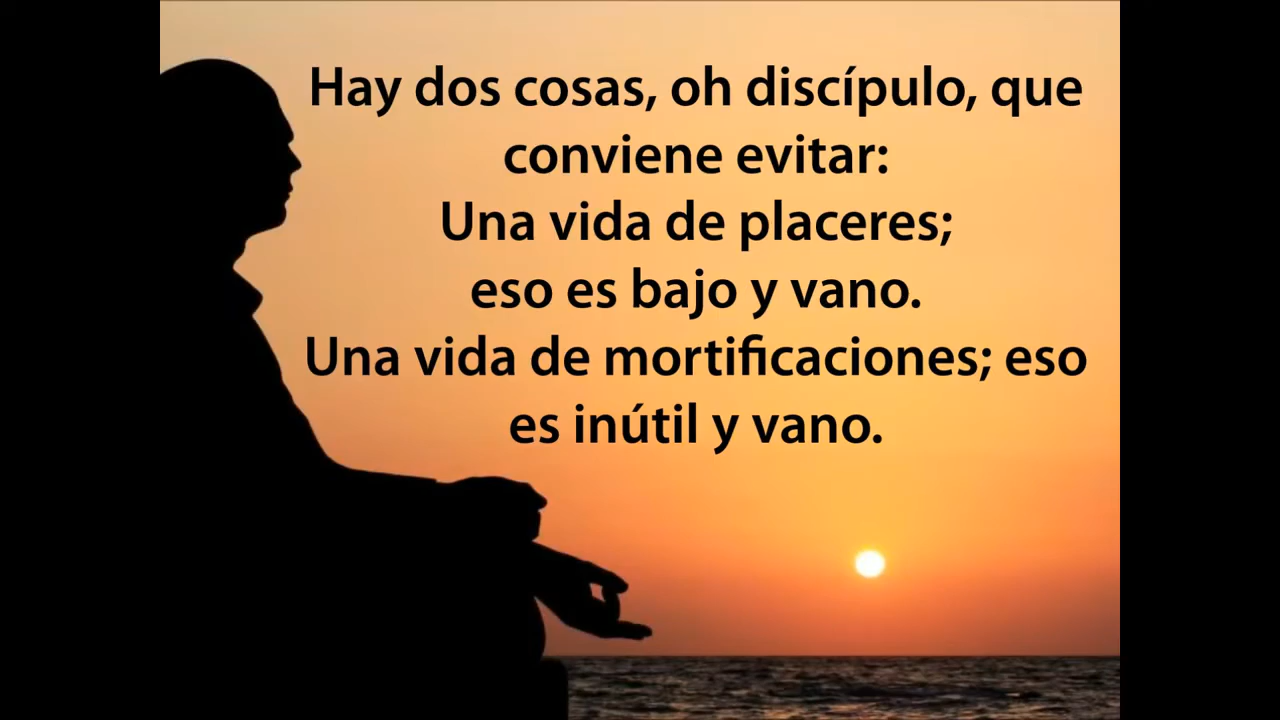 Hay dos cosas, oh discípulo, que
conviene evitar:
Una vida de placeres;
eso es bajo y vano.
Una vida de mortificaciones; eso
es inútil y vano.